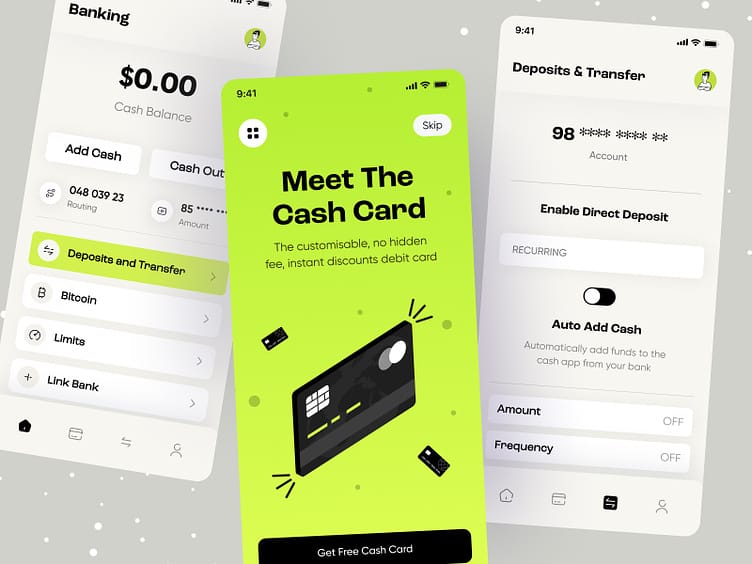 Banking
$0.00
Cash Balance
Add Cash
Cash Out
048 039 23
Routing
85 •••• ••
Amount
Deposits and Transfer
Bitcoin
Limits
Link Bank
9:41
Skip
Meet The
Cash Card
The customisable, no hidden
fee, instant discounts debit card
Get Free Cash Card
9:41
Deposits & Transfer
98 **** **** **
Account
Enable Direct Deposit
RECURRING
Auto Add Cash
Automatically add funds to the
cash app from your bank
Amount
OFF
Frequency
OFF